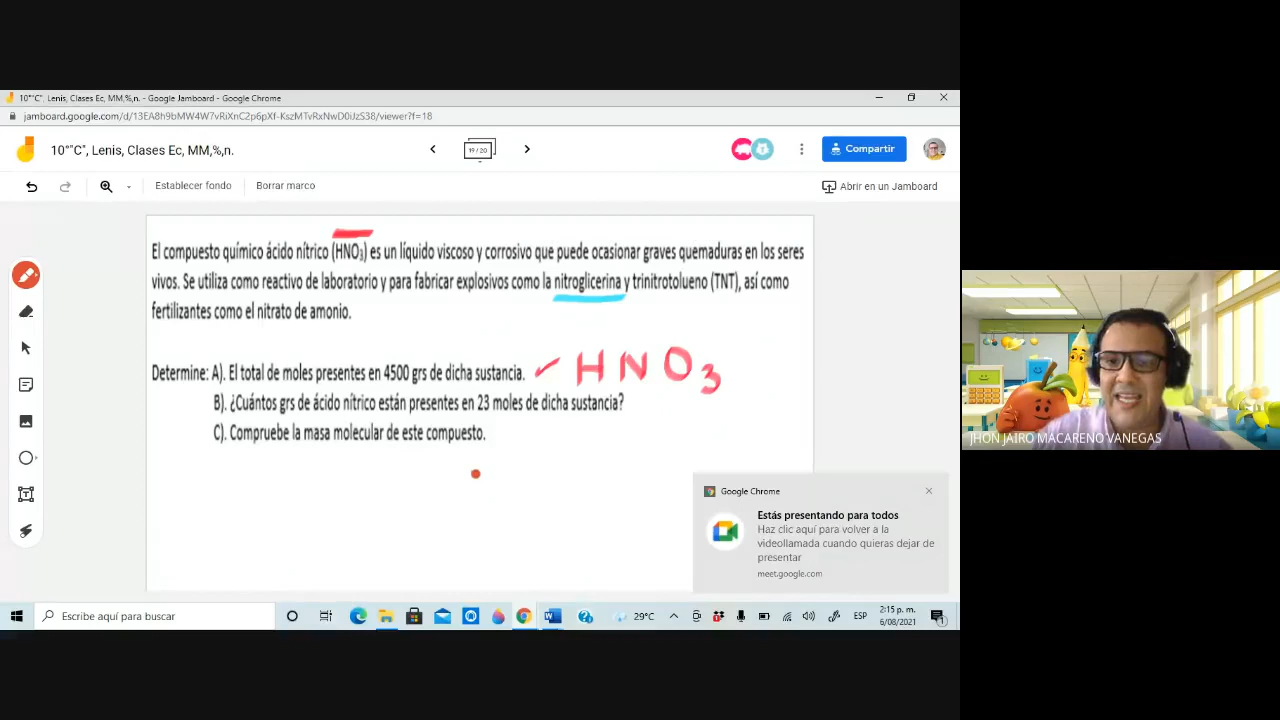 10°"C", Lenis, Clases Ec, MM,%,n. - Google Jamboard - Google Chrome
jamboard.google.com/d/13EA8h9bMW4W7vRiXnC2p6pXf-KszMTvRxNwD0iJzS38/viewer?f=18
10°"C", Lenis, Clases Ec, MM,%,n.
19 / 20
Compartir
Establecer fondo
Borrar marco
Abrir en un Jamboard
El compuesto químico ácido nítrico (HNO₃) es un líquido viscoso y corrosivo que puede ocasionar graves quemaduras en los seres
vivos. Se utiliza como reactivo de laboratorio y para fabricar explosivos como la nitroglicerina y trinitrotolueno (TNT), así como
fertilizantes como el nitrato de amonio.
Determine: A). El total de moles presentes en 4500 grs de dicha sustancia. ✓ HNO₃
B). ¿Cuántos grs de ácido nítrico están presentes en 23 moles de dicha sustancia?
C). Compruebe la masa molecular de este compuesto.
JHON JAIRO MACARENO VANEGAS
Google Chrome
Estás presentando para todos
Haz clic aquí para volver a la
videollamada cuando quieras dejar de
presentar
meet.google.com
Escribe aquí para buscar
29°C
ESP
2:15 p. m.
6/08/2021